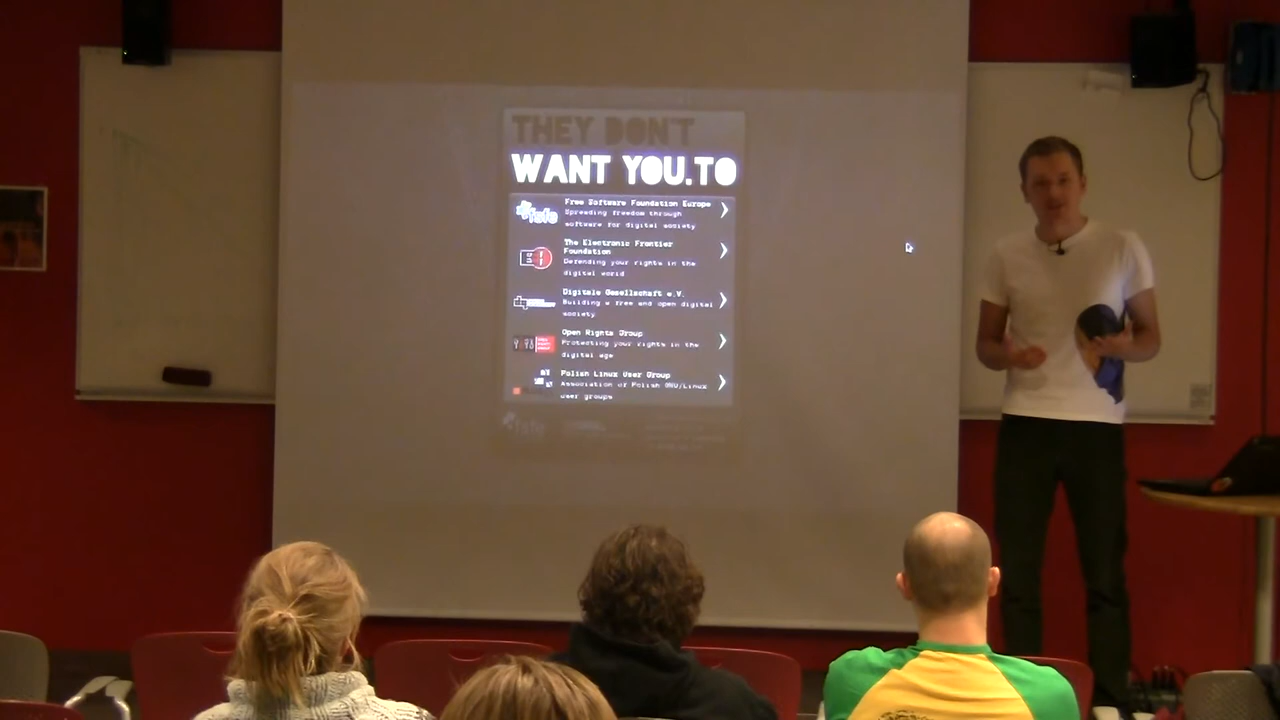 THEY DON'T
WANT YOU.TO
Free Software Foundation Europe
Spreading freedom through
software for digital society
fsfe
The Electronic Frontier
Foundation
Defending your rights in the
digital world
Digitale Gesellschaft e.V.
Building a free and open digital
society
Open Rights Group
Protecting your rights in the
digital age
Polish Linux User Group
Association of Polish GNU/Linux
user groups
fsfe